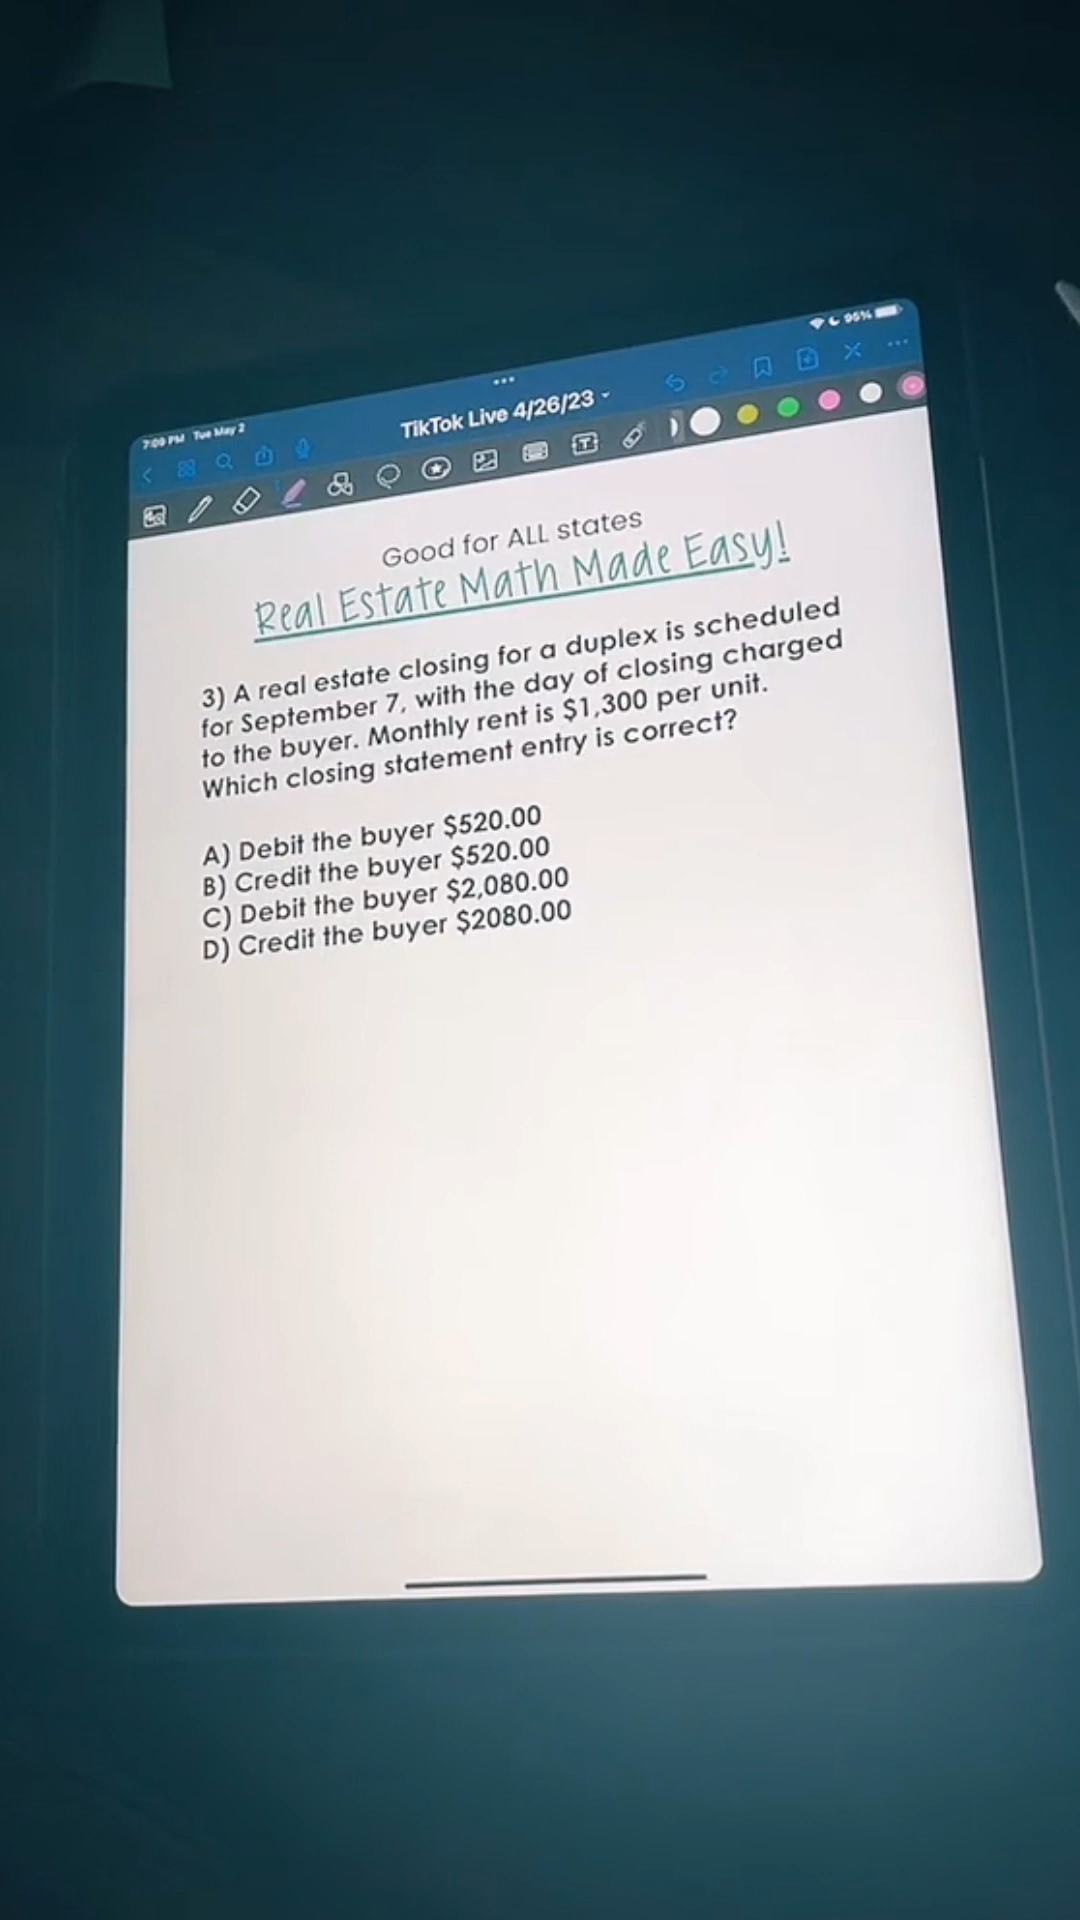 95%
7:09 PM Tue May 2
TikTok Live 4/26/23
Good for ALL states
Real Estate Math Made Easy!
3) A real estate closing for a duplex is scheduled
for September 7, with the day of closing charged
to the buyer. Monthly rent is $1,300 per unit.
Which closing statement entry is correct?
A) Debit the buyer $520.00
B) Credit the buyer $520.00
C) Debit the buyer $2,080.00
D) Credit the buyer $2080.00